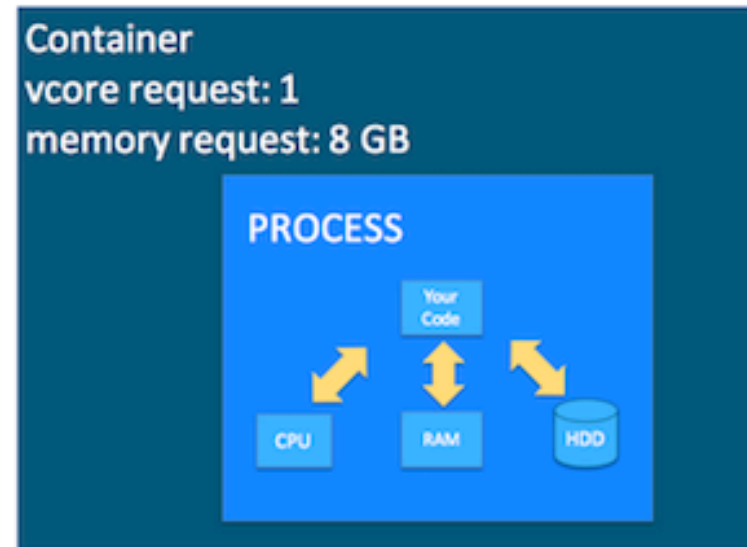 Container
vcore request: 1
memory request: 8 GB
PROCESS
Your
Code
CPU
RAM
HDD